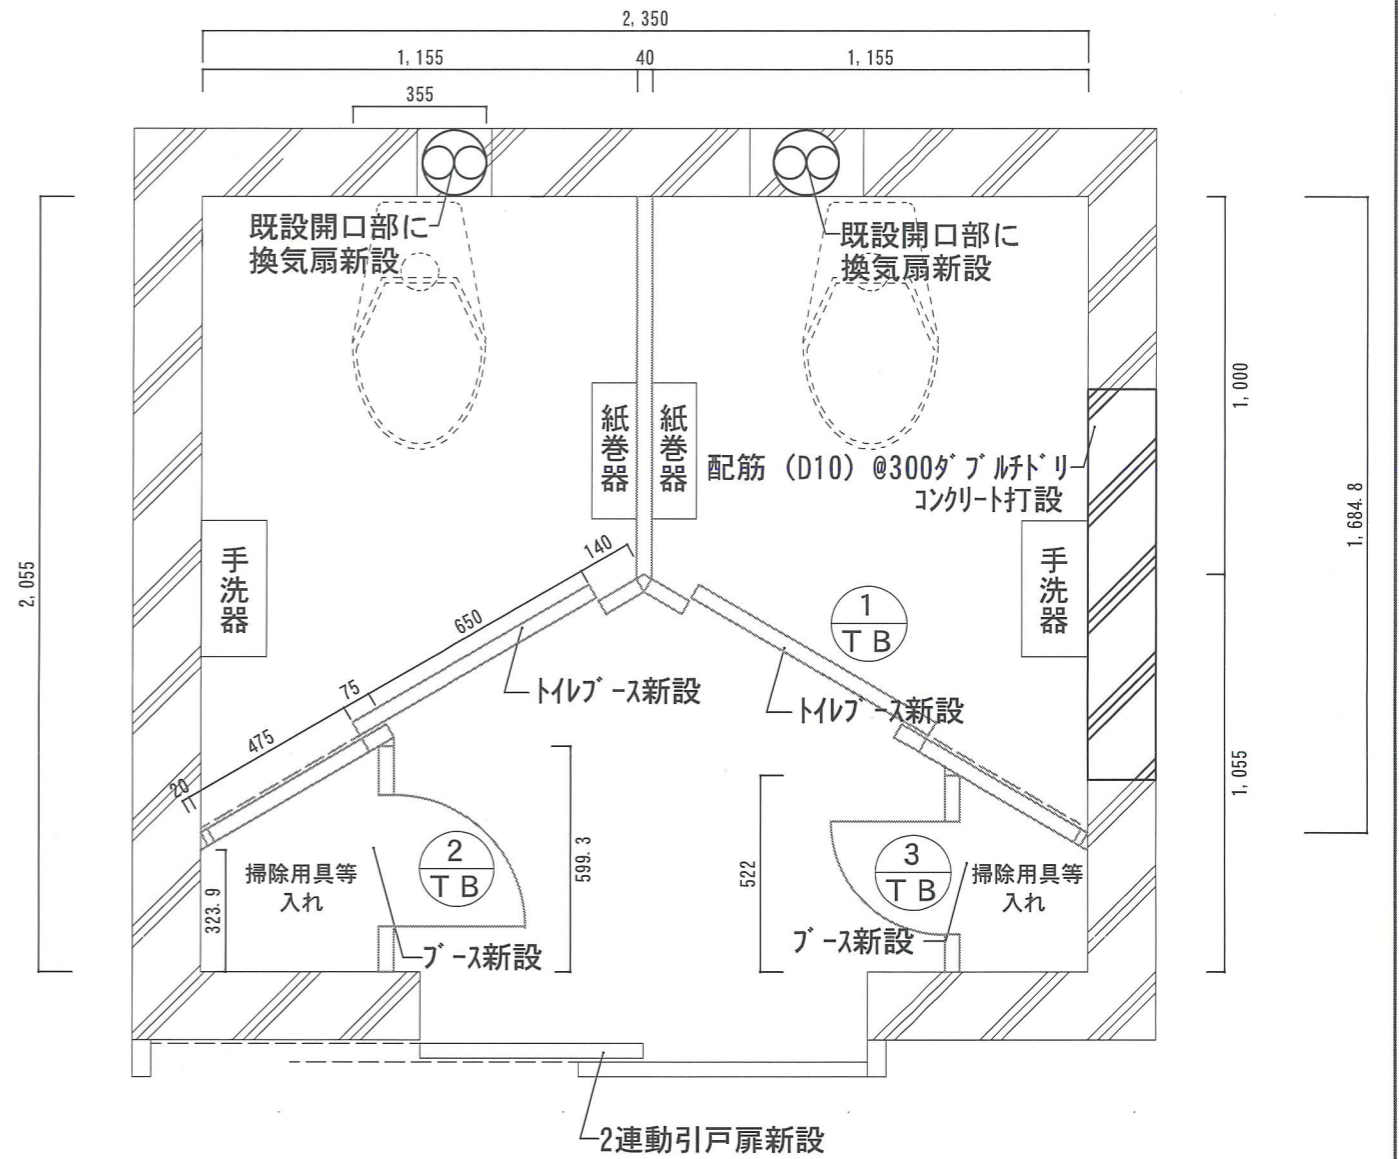 2,350
1,155
40
1,155
355
既設開口部に
換気扇新設
既設開口部に
換気扇新設
紙巻器
紙巻器
配筋（D10）@300ﾀﾞﾌﾞﾙﾁﾄﾞﾘ
ｺﾝｸﾘｰﾄ打設
手洗器
手洗器
2,055
1,000
1,684.8
1,055
140
650
75
475
20
1
TB
ﾄｲﾚﾌﾞｰｽ新設
ﾄｲﾚﾌﾞｰｽ新設
323.9
掃除用具等
入れ
2
TB
599.3
522
3
TB
掃除用具等
入れ
ﾌﾞｰｽ新設
ﾌﾞｰｽ新設
2連動引戸扉新設